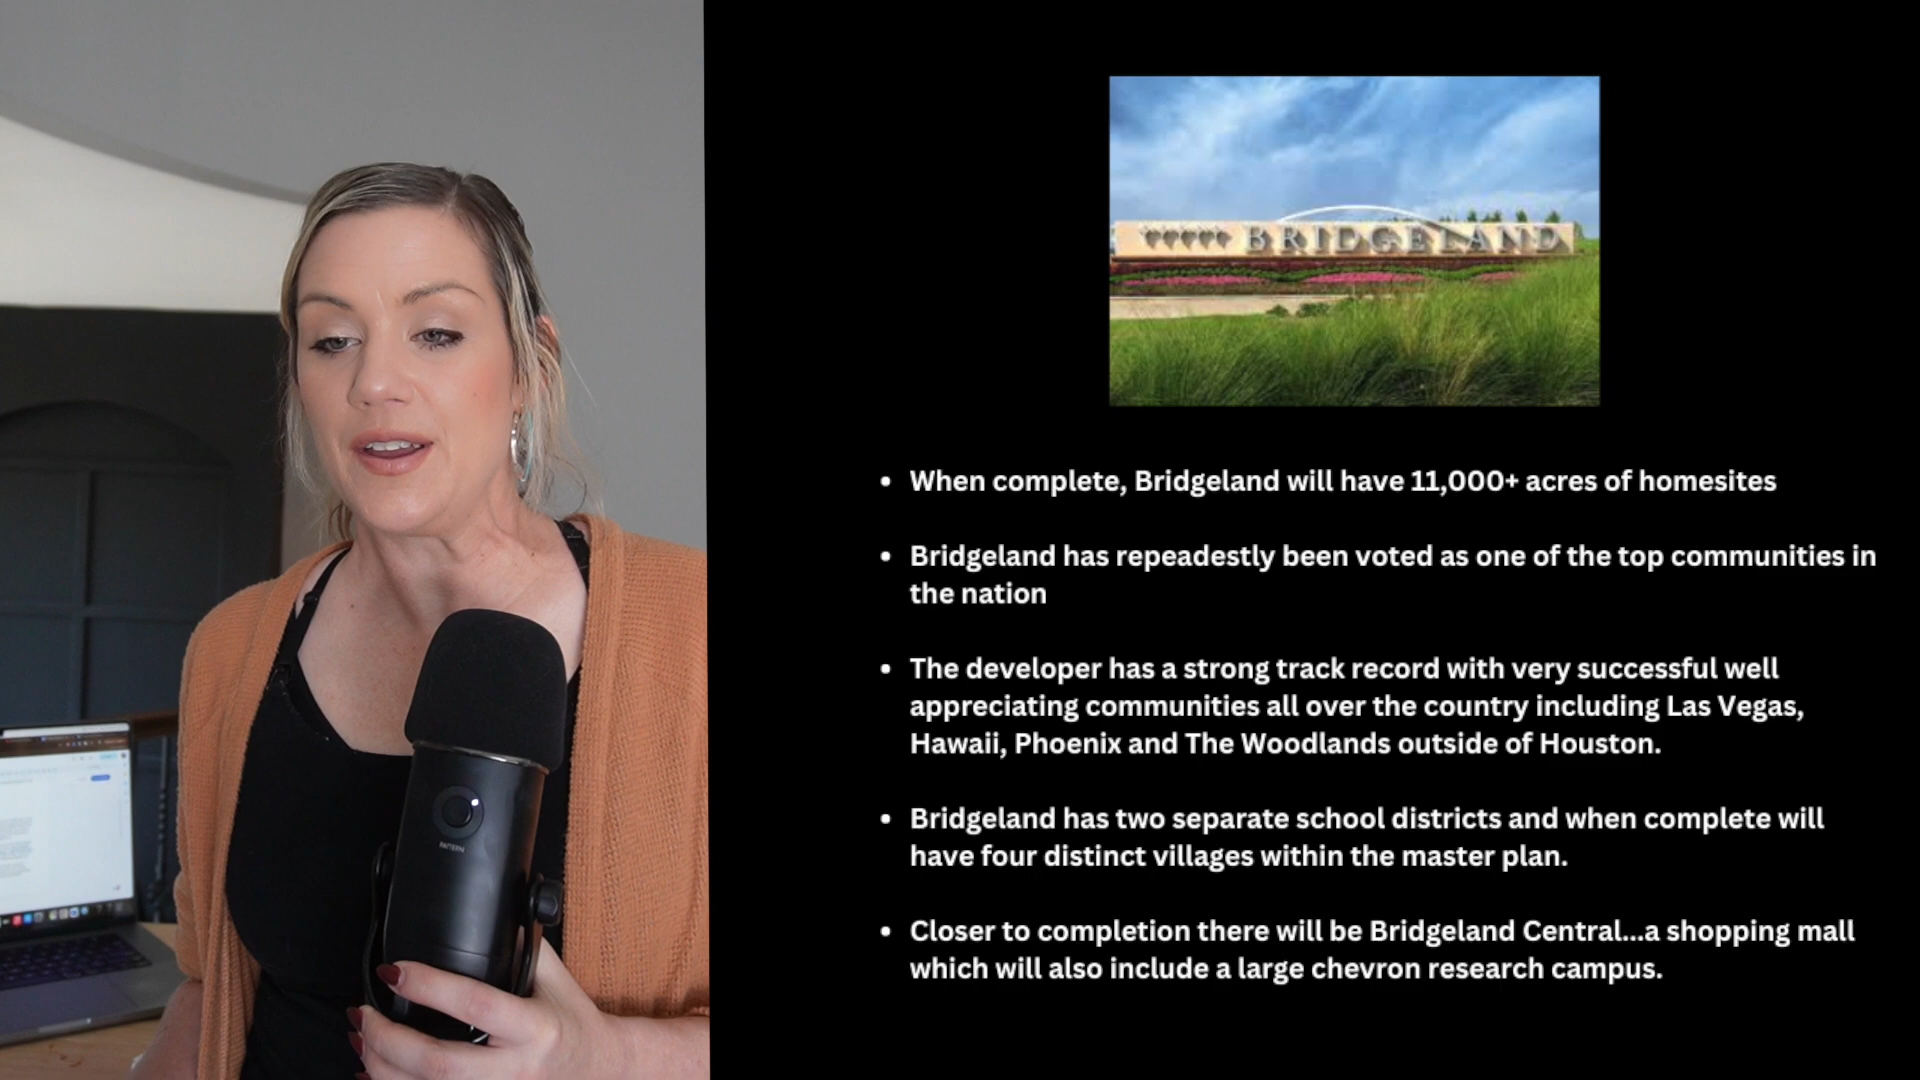 BRIDGELAND
• When complete, Bridgeland will have 11,000+ acres of homesites
• Bridgeland has repeadestly been voted as one of the top communities in
the nation
• The developer has a strong track record with very successful well
appreciating communities all over the country including Las Vegas,
Hawaii, Phoenix and The Woodlands outside of Houston.
• Bridgeland has two separate school districts and when complete will
have four distinct villages within the master plan.
• Closer to completion there will be Bridgeland Central...a shopping mall
which will also include a large chevron research campus.
PATTERN